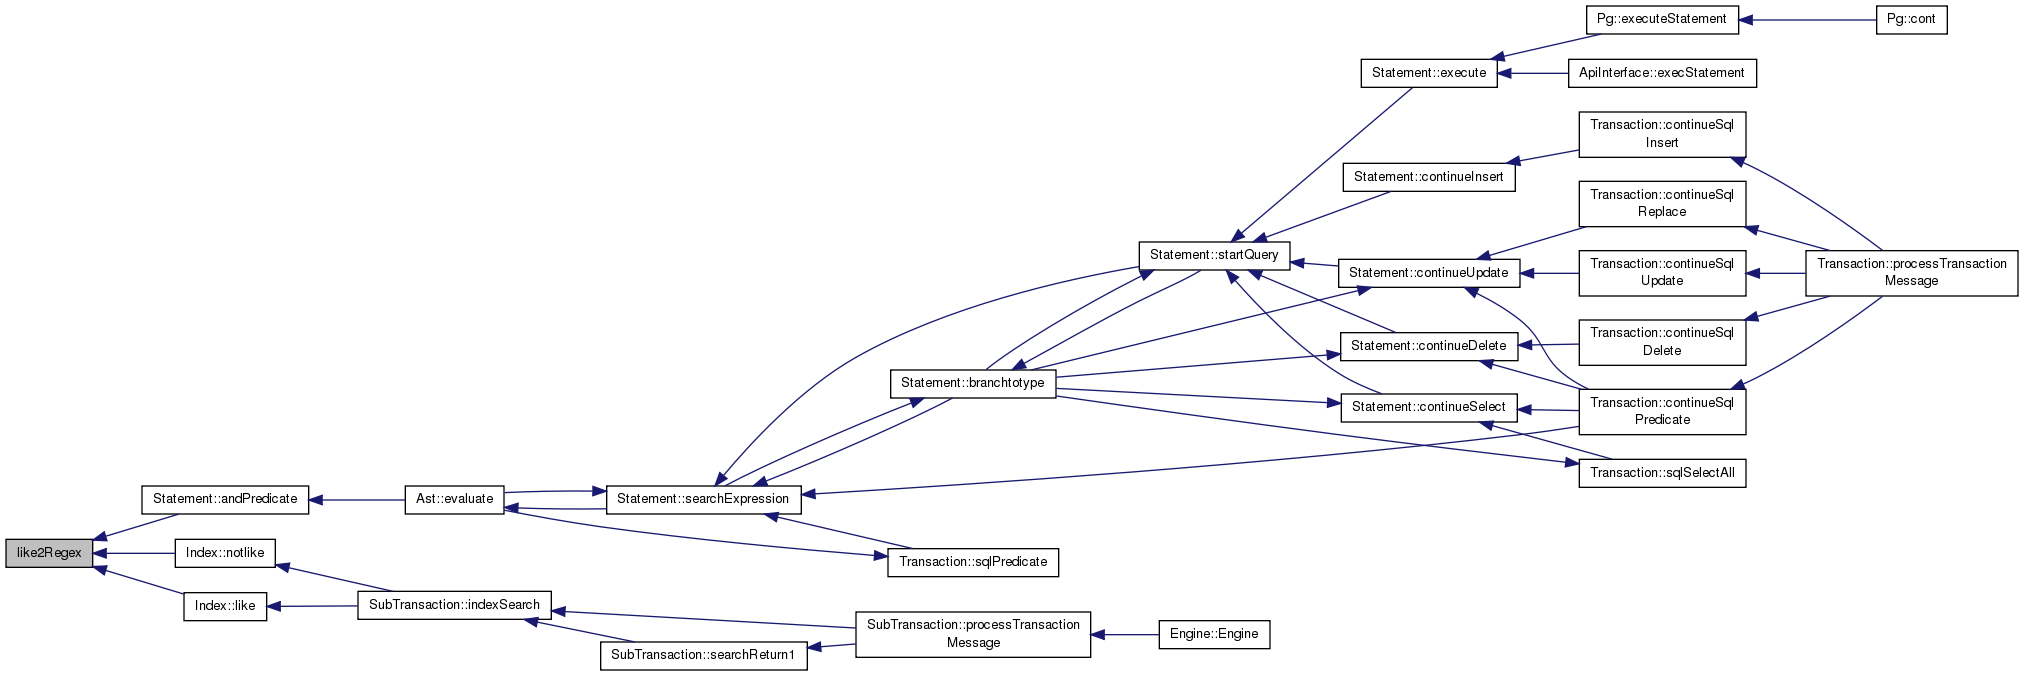 Pg::executeStatement
Pg::cont
Statement::execute
ApiInterface::execStatement
Transaction::continueSql
Insert
Statement::continueInsert
Transaction::continueSql
Replace
Statement::startQuery
Statement::continueUpdate
Transaction::continueSql
Update
Transaction::processTransaction
Message
Statement::continueDelete
Transaction::continueSql
Delete
Statement::branchtotype
Statement::continueSelect
Transaction::continueSql
Predicate
Transaction::sqlSelectAll
Statement::andPredicate
Ast::evaluate
Statement::searchExpression
like2Regex
Index::notlike
Transaction::sqlPredicate
Index::like
SubTransaction::indexSearch
SubTransaction::processTransaction
Message
Engine::Engine
SubTransaction::searchReturn1